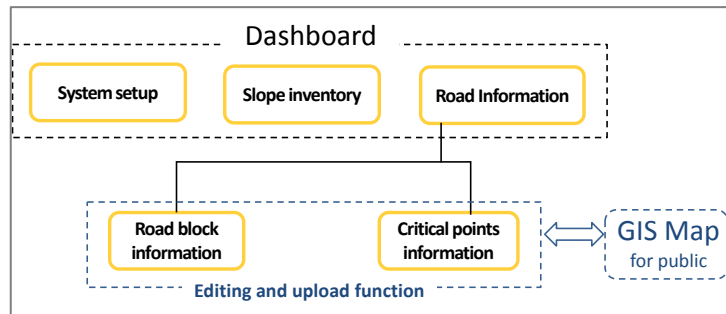 Dashboard
System setup
Slope inventory
Road Information
Road block
information
Critical points
information
GIS Map
for public
Editing and upload function